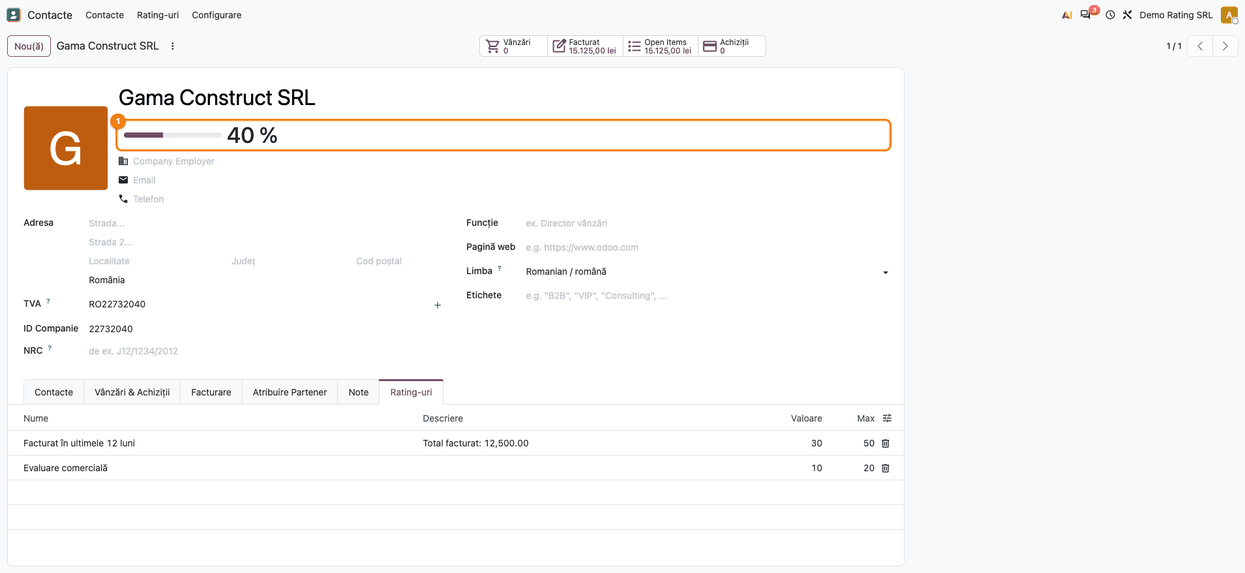 Contacte Contacte Rating-uri Configurare 3 Demo Rating SRL A
Nou(ă) Gama Construct SRL Vânzări 0 Facturat 15.125,00 lei Open Items 15.125,00 lei Achiziții 0 1 / 1
Gama Construct SRL
G
1
40 %
Company Employer
Email
Telefon
Adresa Strada...
Strada 2...
Localitate Județ Cod poștal
România
TVA ? RO22732040
ID Companie 22732040
NRC ? de ex. J12/1234/2012
Funcție ex. Director vânzări
Pagină web e.g. https://www.odoo.com
Limba ? Romanian / română
Etichete e.g. "B2B", "VIP", "Consulting", ...
Contacte Vânzări & Achiziții Facturare Atribuire Partener Note Rating-uri
Nume Descriere Valoare Max
Facturat în ultimele 12 luni Total facturat: 12,500.00 30 50
Evaluare comercială 10 20